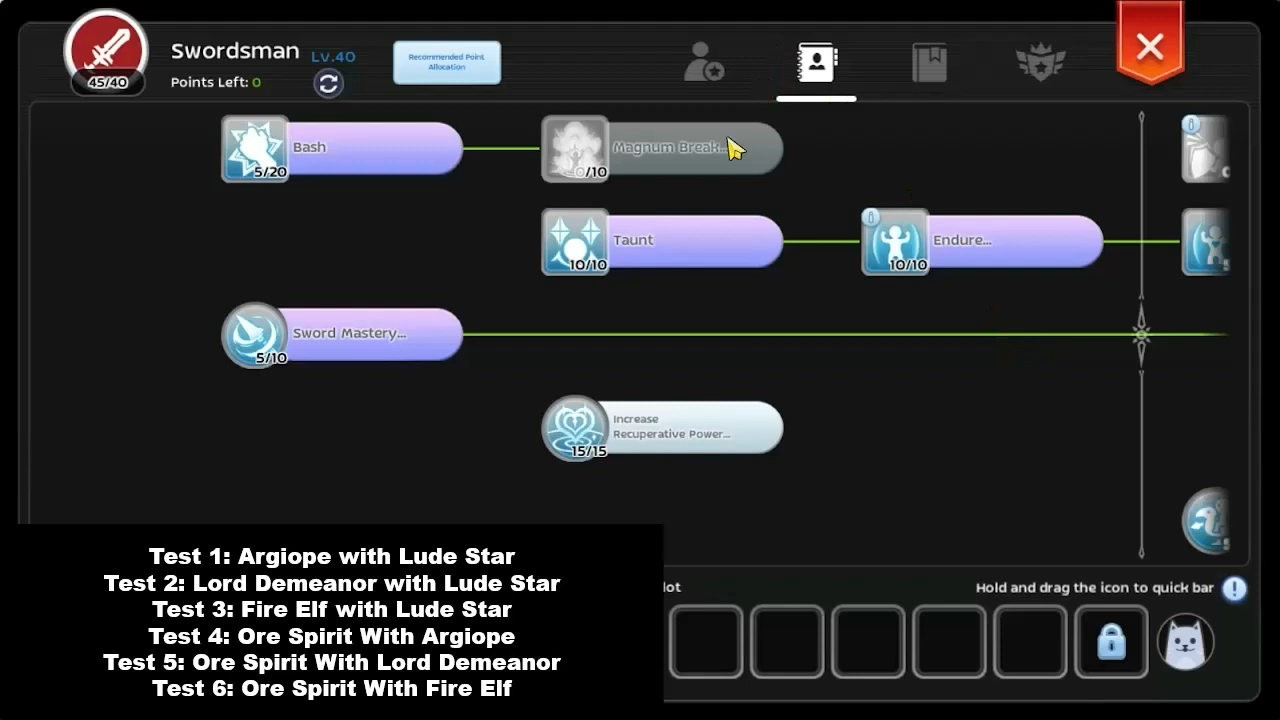 Swordsman Lv.40
45/40
Points Left: 0
Recommended Point
Allocation
Bash
5/20
Magnum Break...
0/10
Taunt
10/10
Endure...
10/10
Sword Mastery...
5/10
Increase
Recuperative Power...
15/15
Test 1: Argiope with Lude Star
Test 2: Lord Demeanor with Lude Star
Test 3: Fire Elf with Lude Star
Test 4: Ore Spirit With Argiope
Test 5: Ore Spirit With Lord Demeanor
Test 6: Ore Spirit With Fire Elf
lot
Hold and drag the icon to quick bar